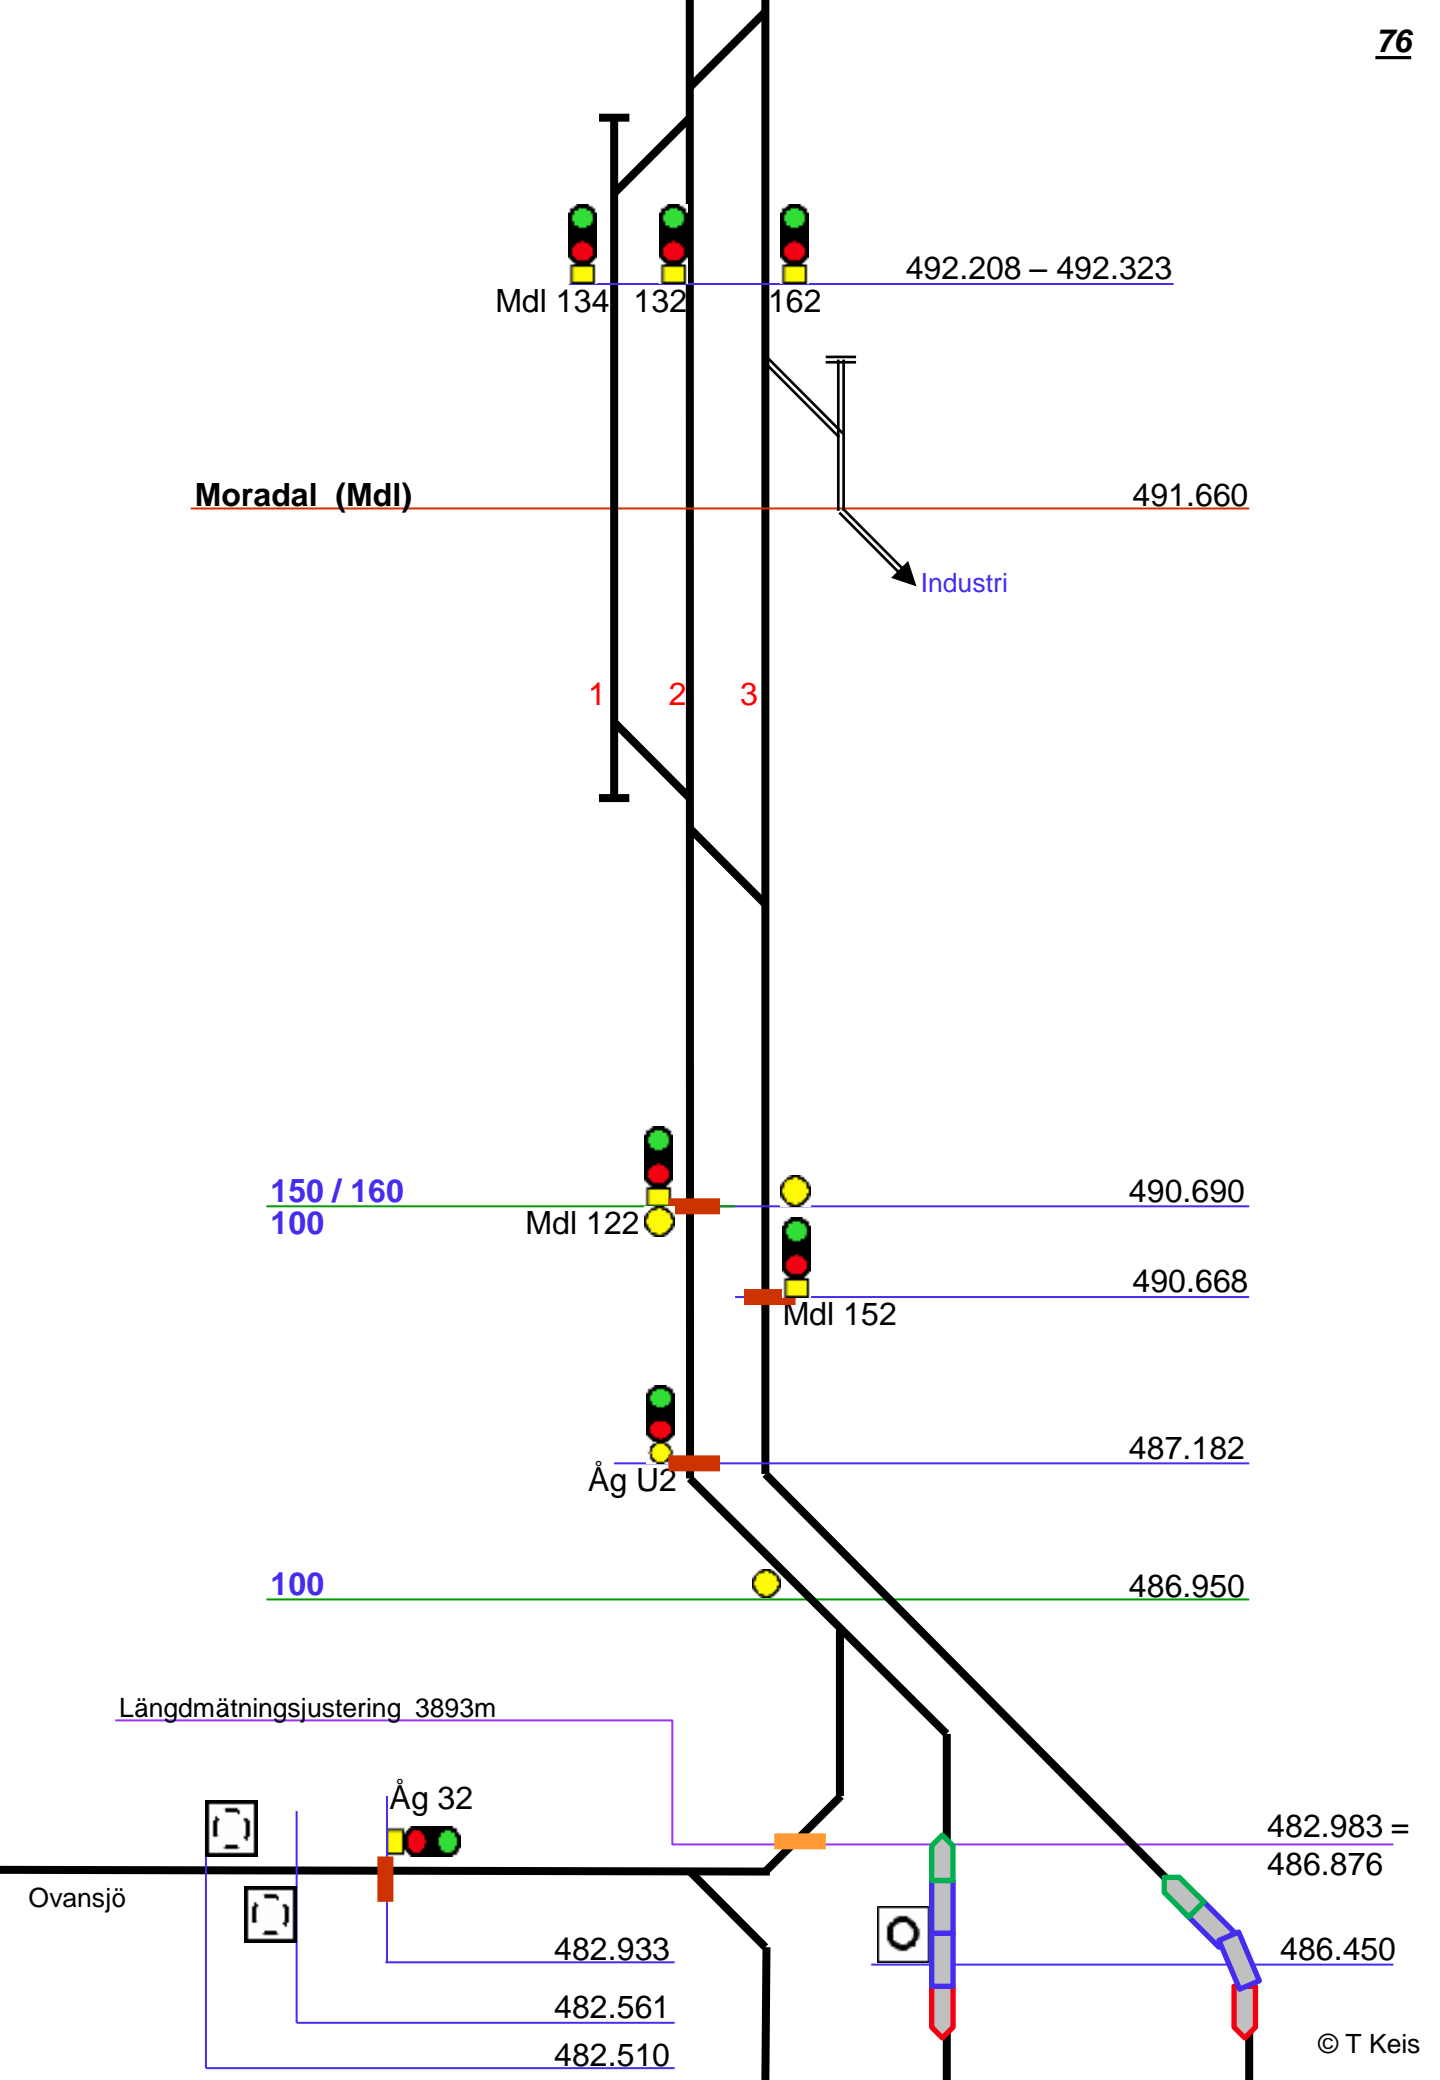 76
492.208 – 492.323
Mdl 134 132 162
Moradal (Mdl) 491.660
Industri
1 2 3
150 / 160 490.690
100 Mdl 122
490.668
Mdl 152
487.182
Åg U2
100 486.950
Längdmätningsjustering 3893m
Åg 32
482.983 =
486.876
Ovansjö
482.933 486.450
482.561
482.510
© T Keis